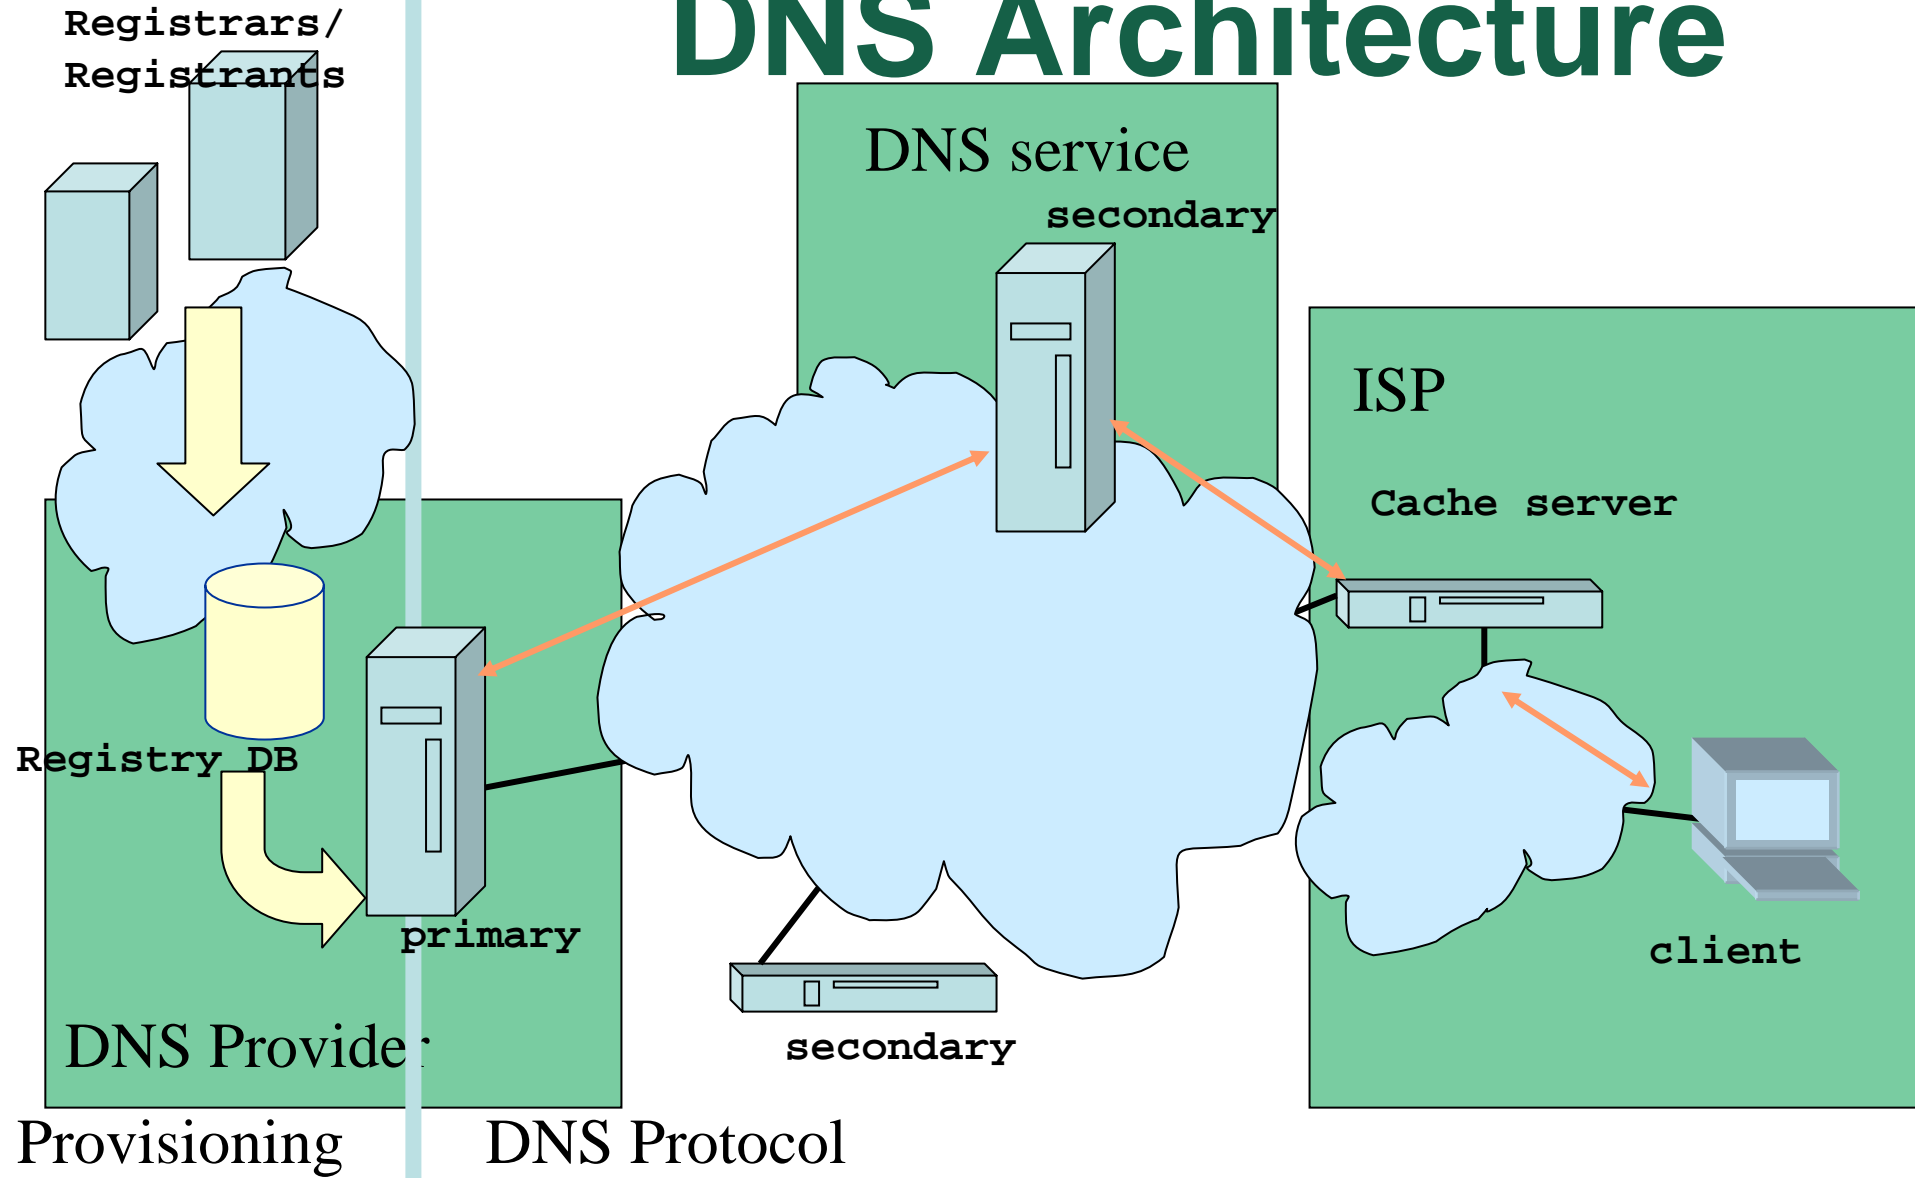 DNS Architecture
Registrars/
Registrants
DNS service
secondary
ISP
Cache server
Registry DB
primary
client
DNS Provider
secondary
Provisioning
DNS Protocol